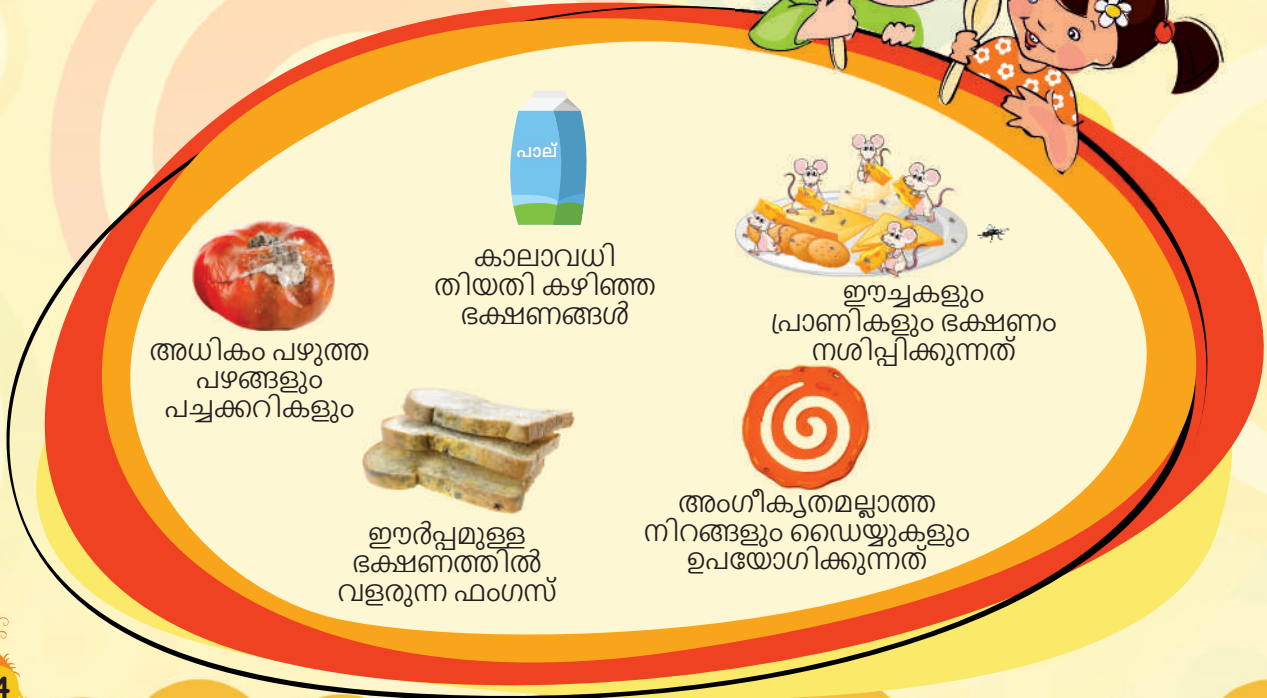 പാല്
കാലാവധി
തിയതി കഴിഞ്ഞ
ഭക്ഷണങ്ങൾ
ഈച്ചകളും
പ്രാണികളും ഭക്ഷണം
നശിപ്പിക്കുന്നത്
അധികം പഴുത്ത
പഴങ്ങളും
പച്ചക്കറികളും
ഈർപ്പമുള്ള
ഭക്ഷണത്തിൽ
വളരുന്ന ഫംഗസ്
അംഗീകൃതമല്ലാത്ത
നിറങ്ങളും ഡൈയ്യുകളും
ഉപയോഗിക്കുന്നത്
4